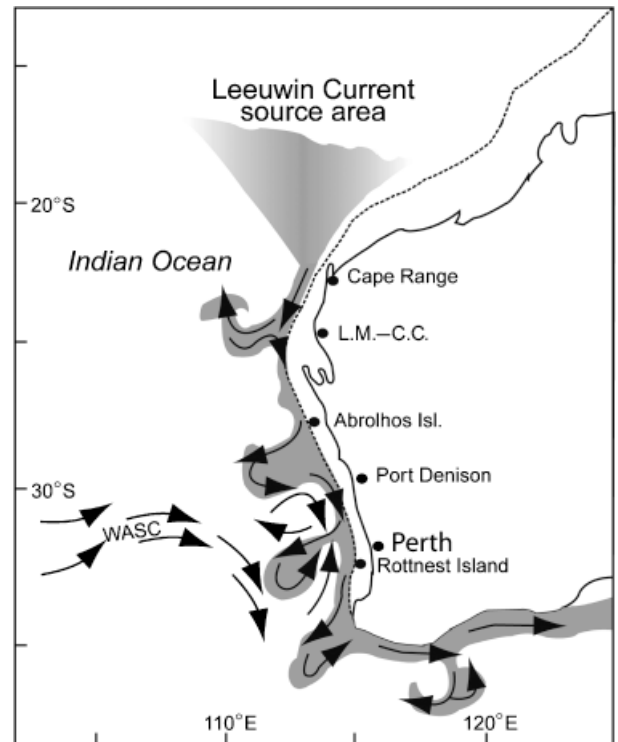 Leeuwin Current
source area
20°S
Indian Ocean
Cape Range
L.M.–C.C.
Abrolhos Isl.
Port Denison
30°S
WASC
Perth
Rottnest Island
110°E
120°E